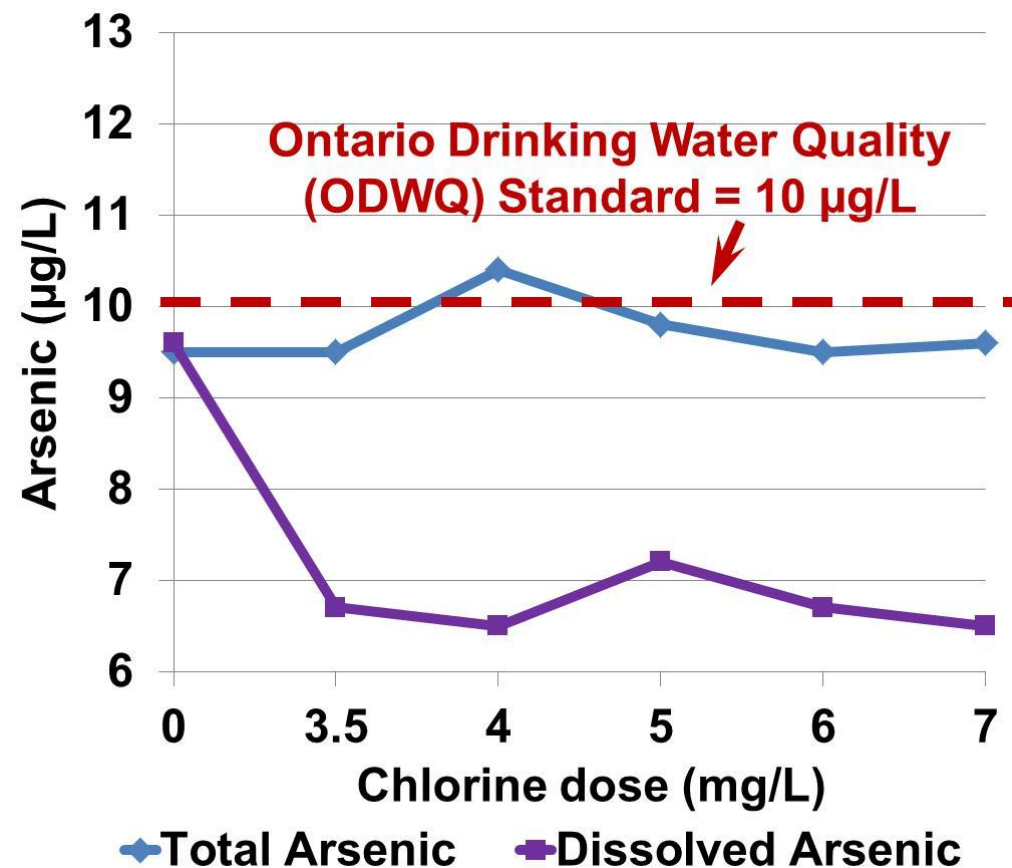 13
12
11
10
9
8
7
6
Arsenic (µg/L)
Ontario Drinking Water Quality
(ODWQ) Standard = 10 µg/L
0 3.5 4 5 6 7
Chlorine dose (mg/L)
Total Arsenic Dissolved Arsenic